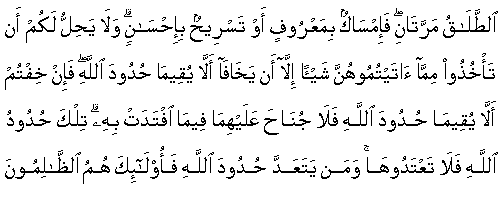 ٱلطَّلَـٰقُ مَرَّتَانِ ۖ فَإِمْسَاكٌۢ بِمَعْرُوفٍ أَوْ تَسْرِيحٌۢ بِإِحْسَـٰنٍ ۗ وَلَا يَحِلُّ لَكُمْ أَن
تَأْخُذُوا۟ مِمَّآ ءَاتَيْتُمُوهُنَّ شَيْـًٔا إِلَّآ أَن يَخَافَآ أَلَّا يُقِيمَا حُدُودَ ٱللَّهِ ۖ فَإِنْ خِفْتُمْ
أَلَّا يُقِيمَا حُدُودَ ٱللَّهِ فَلَا جُنَاحَ عَلَيْهِمَا فِيمَا ٱفْتَدَتْ بِهِۦ ۗ تِلْكَ حُدُودُ
ٱللَّهِ فَلَا تَعْتَدُوهَا ۚ وَمَن يَتَعَدَّ حُدُودَ ٱللَّهِ فَأُو۟لَـٰٓئِكَ هُمُ ٱلظَّـٰلِمُونَ